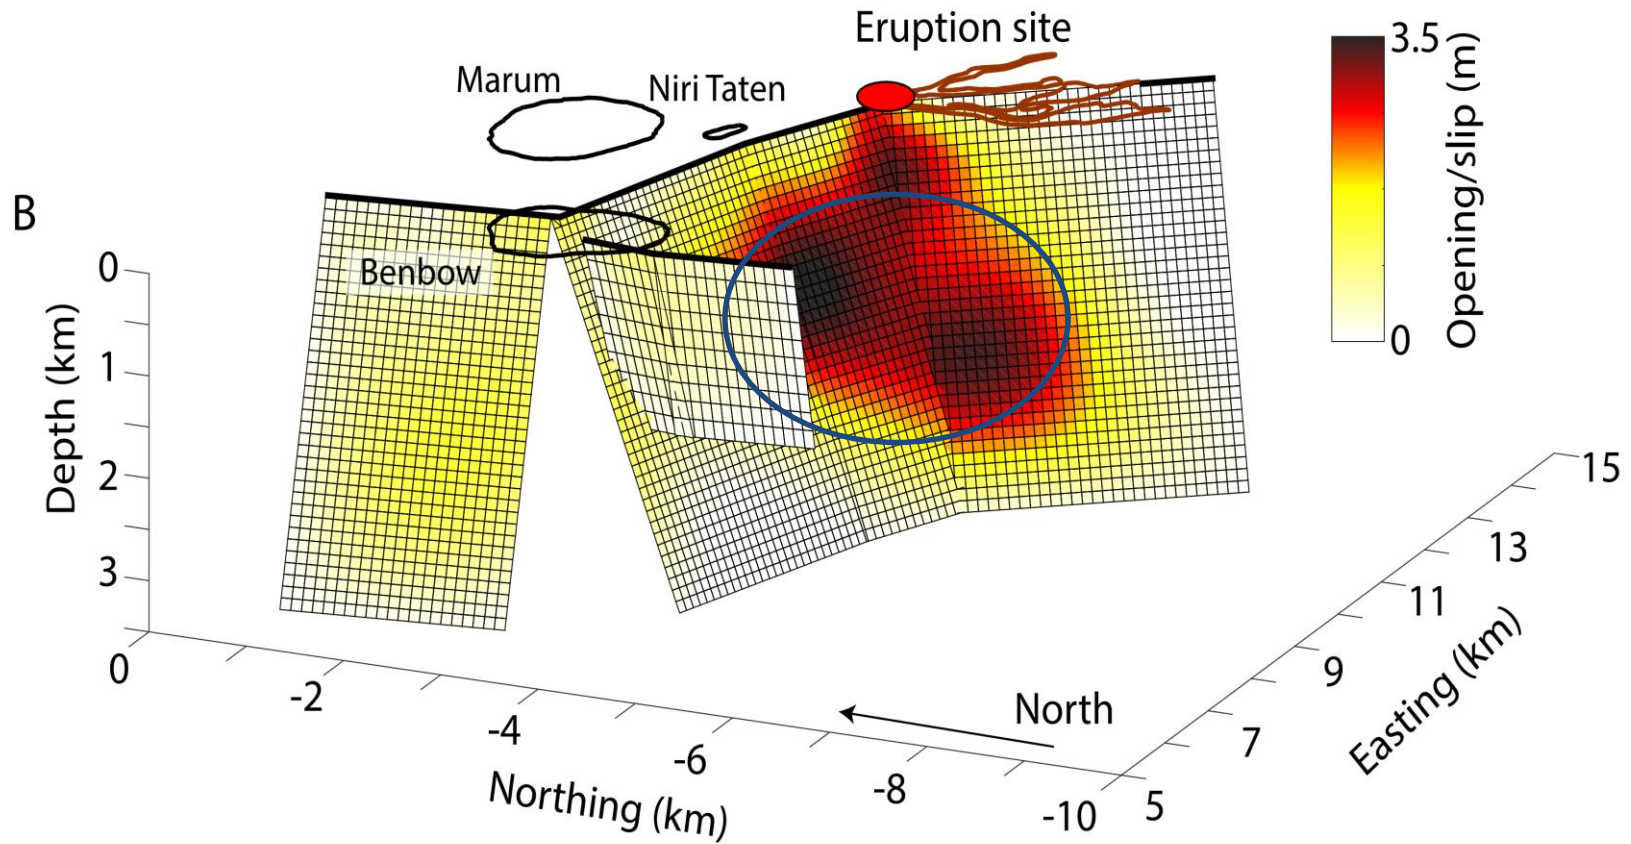 Eruption site
3.5
Marum
Niri Taten
Opening/slip (m)
B
Benbow
0
0
1
Depth (km)
2
3
15
13
11
9
7
5
Easting (km)
0
-2
-4
-6
-8
-10
North
Northing (km)